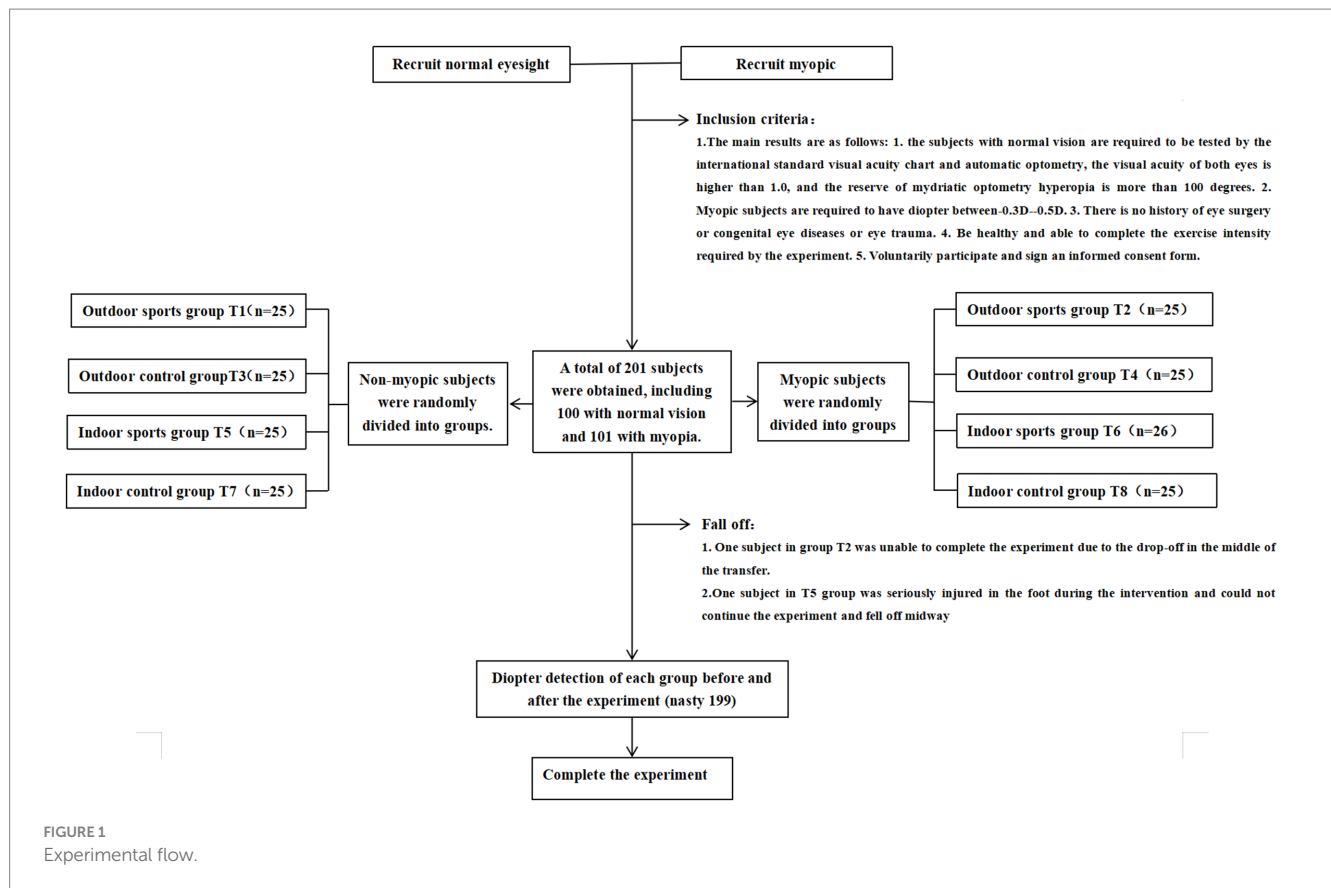 Recruit normal eyesight
Recruit myopic
Inclusion criteria：
1.The main results are as follows: 1. the subjects with normal vision are required to be tested by the
international standard visual acuity chart and automatic optometry, the visual acuity of both eyes is
higher than 1.0, and the reserve of mydriatic optometry hyperopia is more than 100 degrees. 2.
Myopic subjects are required to have diopter between-0.3D--0.5D. 3. There is no history of eye surgery
or congenital eye diseases or eye trauma. 4. Be healthy and able to complete the exercise intensity
required by the experiment. 5. Voluntarily participate and sign an informed consent form.
Outdoor sports group T1（n=25）
Outdoor control groupT3（n=25）
Indoor sports group T5（n=25）
Indoor control group T7（n=25）
Non-myopic subjects
were randomly
divided into groups.
A total of 201 subjects
were obtained, including
100 with normal vision
and 101 with myopia.
Myopic subjects
were randomly
divided into groups
Outdoor sports group T2（n=25）
Outdoor control group T4（n=25）
Indoor sports group T6（n=26）
Indoor control group T8（n=25）
Fall off：
1. One subject in group T2 was unable to complete the experiment due to the drop-off in the middle of
the transfer.
2.One subject in T5 group was seriously injured in the foot during the intervention and could not
continue the experiment and fell off midway
Diopter detection of each group before and
after the experiment (nasty 199)
Complete the experiment
FIGURE 1
Experimental flow.